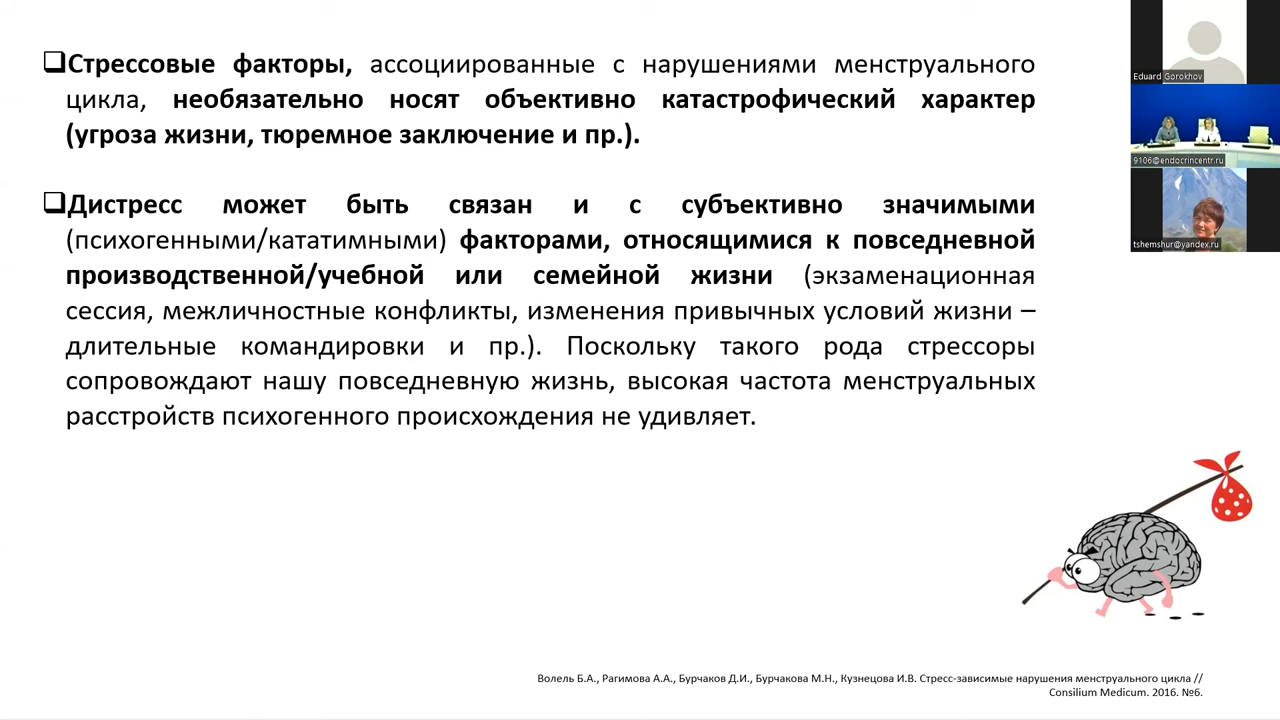 ❑Стрессовые факторы, ассоциированные с нарушениями менструального
цикла, необязательно носят объективно катастрофический характер
(угроза жизни, тюремное заключение и пр.).
❑Дистресс может быть связан и с субъективно значимыми
(психогенными/кататимными) факторами, относящимися к повседневной
производственной/учебной или семейной жизни (экзаменационная
сессия, межличностные конфликты, изменения привычных условий жизни –
длительные командировки и пр.). Поскольку такого рода стрессоры
сопровождают нашу повседневную жизнь, высокая частота менструальных
расстройств психогенного происхождения не удивляет.
Волель Б.А., Рагимова А.А., Бурчаков Д.И., Бурчакова М.Н., Кузнецова И.В. Стресс-зависимые нарушения менструального цикла //
Consilium Medicum. 2016. №6.
Eduard Gorokhov
9106@endocrincentr.ru
tshemshur@yandex.ru